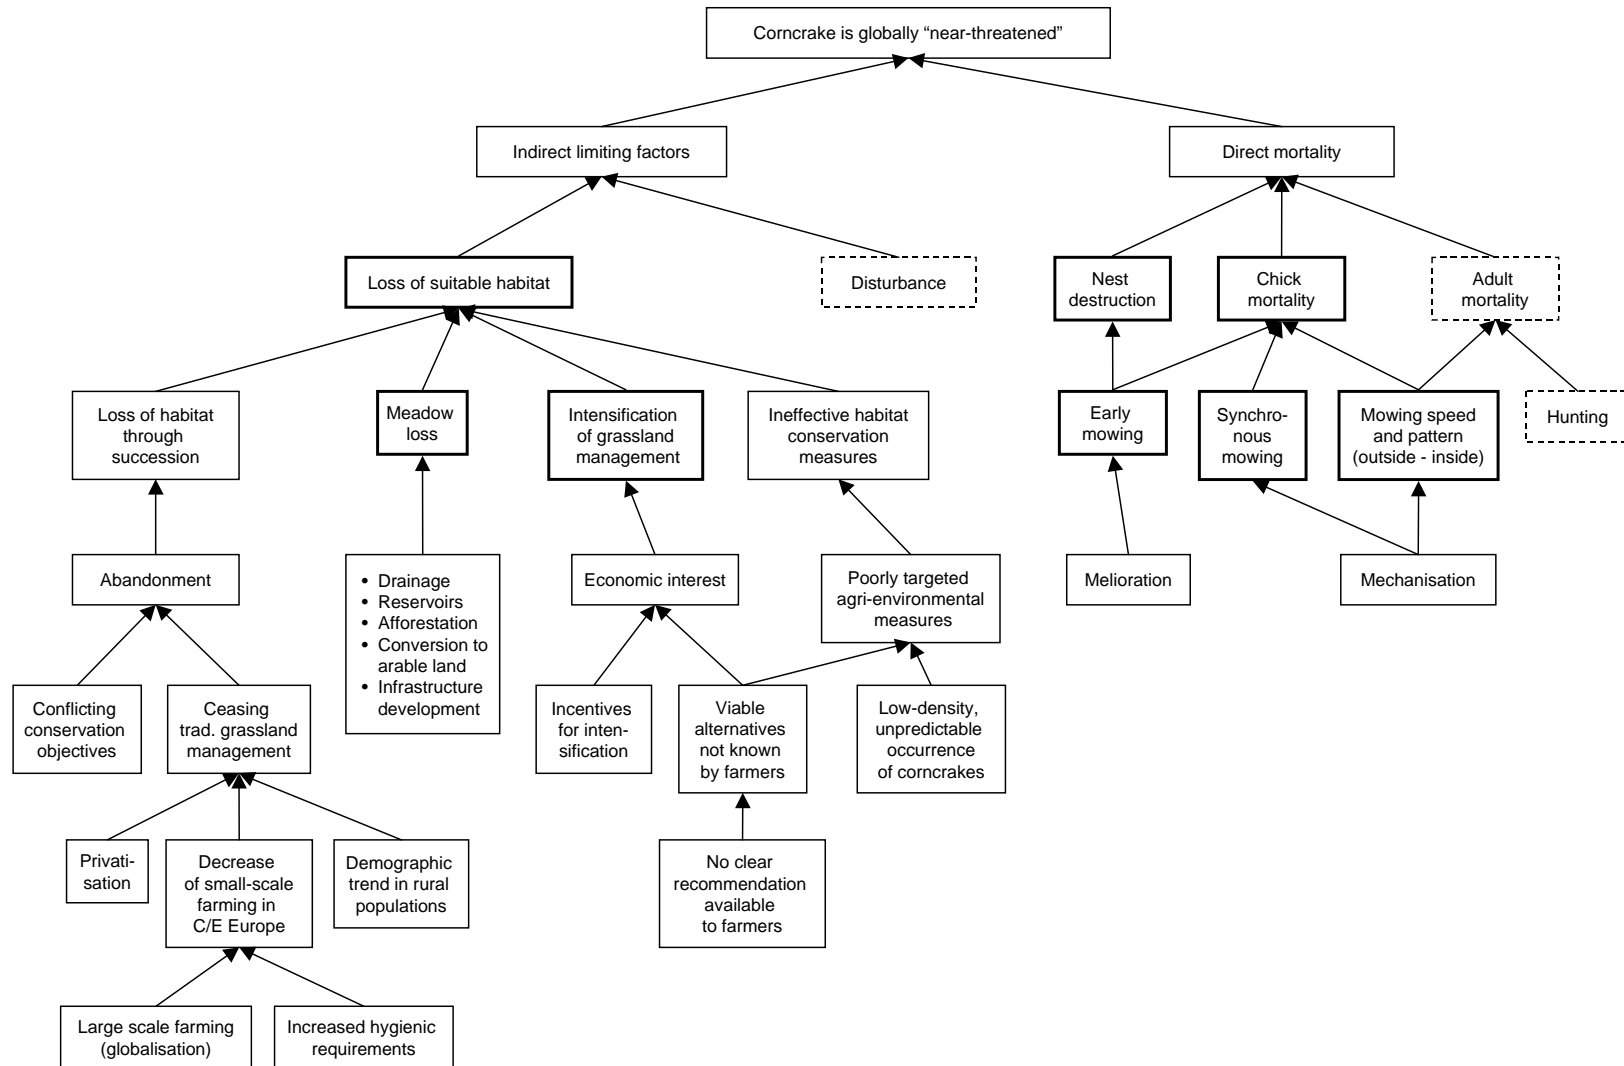 Corncrake is globally “near-threatened”
Indirect limiting factors
Direct mortality
Loss of suitable habitat
Disturbance
Nest
destruction
Chick
mortality
Adult
mortality
Loss of habitat
through
succession
Meadow
loss
Intensification
of grassland
management
Ineffective habitat
conservation
measures
Early
mowing
Synchro-
nous
mowing
Mowing speed
and pattern
(outside - inside)
Hunting
Abandonment
• Drainage
• Reservoirs
• Afforestation
• Conversion to
arable land
• Infrastructure
development
Economic interest
Poorly targeted
agri-environmental
measures
Melioration
Mechanisation
Conflicting
conservation
objectives
Ceasing
trad. grassland
management
Incentives
for inten-
sification
Viable
alternatives
not known
by farmers
Low-density,
unpredictable
occurrence
of corncrakes
Privati-
sation
Decrease
of small-scale
farming in
C/E Europe
Demographic
trend in rural
populations
No clear
recommendation
available
to farmers
Large scale farming
(globalisation)
Increased hygienic
requirements